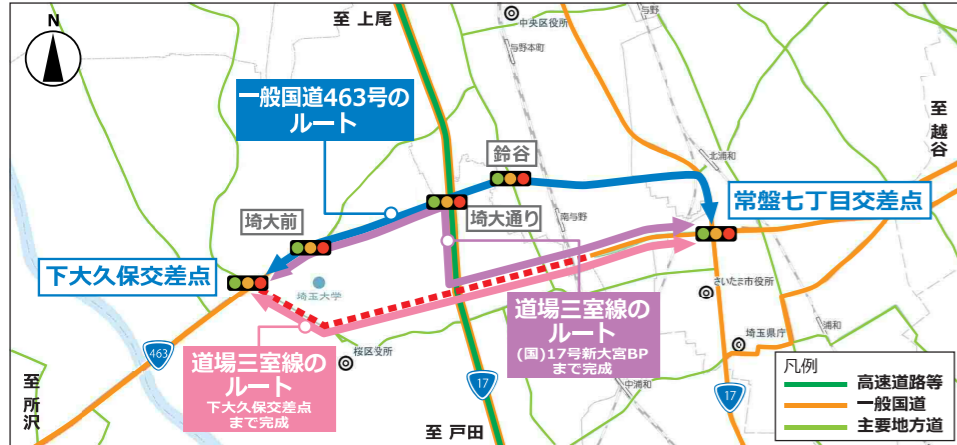 N
至 上尾
中央区役所
与野
与野本町
一般国道463号の
ルート
鈴谷
至 越谷
北浦和
埼大前
埼大通り
南与野
常盤七丁目交差点
下大久保交差点
埼玉大学
さいたま市役所
道場三室線の
ルート
(国)17号新大宮BP
まで完成
463
道場三室線の
ルート
下大久保交差点
まで完成
桜区役所
埼玉県庁
浦和
中浦和
17
17
至 所沢
至 戸田
凡例
高速道路等
一般国道
主要地方道